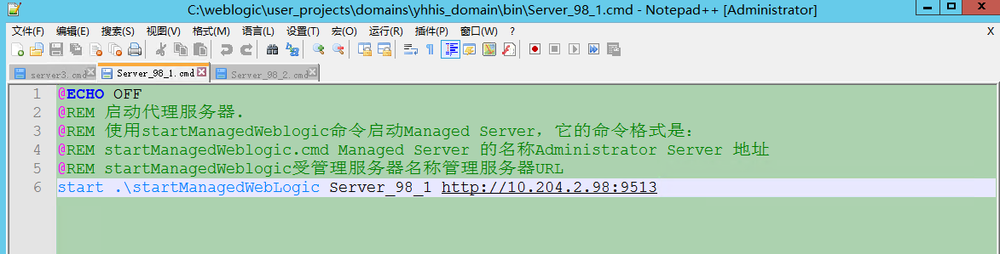 C:\weblogic\user_projects\domains\yhhis_domain\bin\Server_98_1.cmd - Notepad++ [Administrator]
文件(F) 编辑(E) 搜索(S) 视图(V) 格式(M) 语言(L) 设置(T) 宏(O) 运行(R) 插件(P) 窗口(W) ? X
server3.cmd Server_98_1.cmd Server_98_2.cmd
1 @ECHO OFF
2 @REM 启动代理服务器.
3 @REM 使用startManagedWeblogic命令启动Managed Server，它的命令格式是：
4 @REM startManagedWeblogic.cmd Managed Server 的名称Administrator Server 地址
5 @REM startManagedWeblogic受管理服务器名称管理服务器URL
6 start .\startManagedWebLogic Server_98_1 http://10.204.2.98:9513